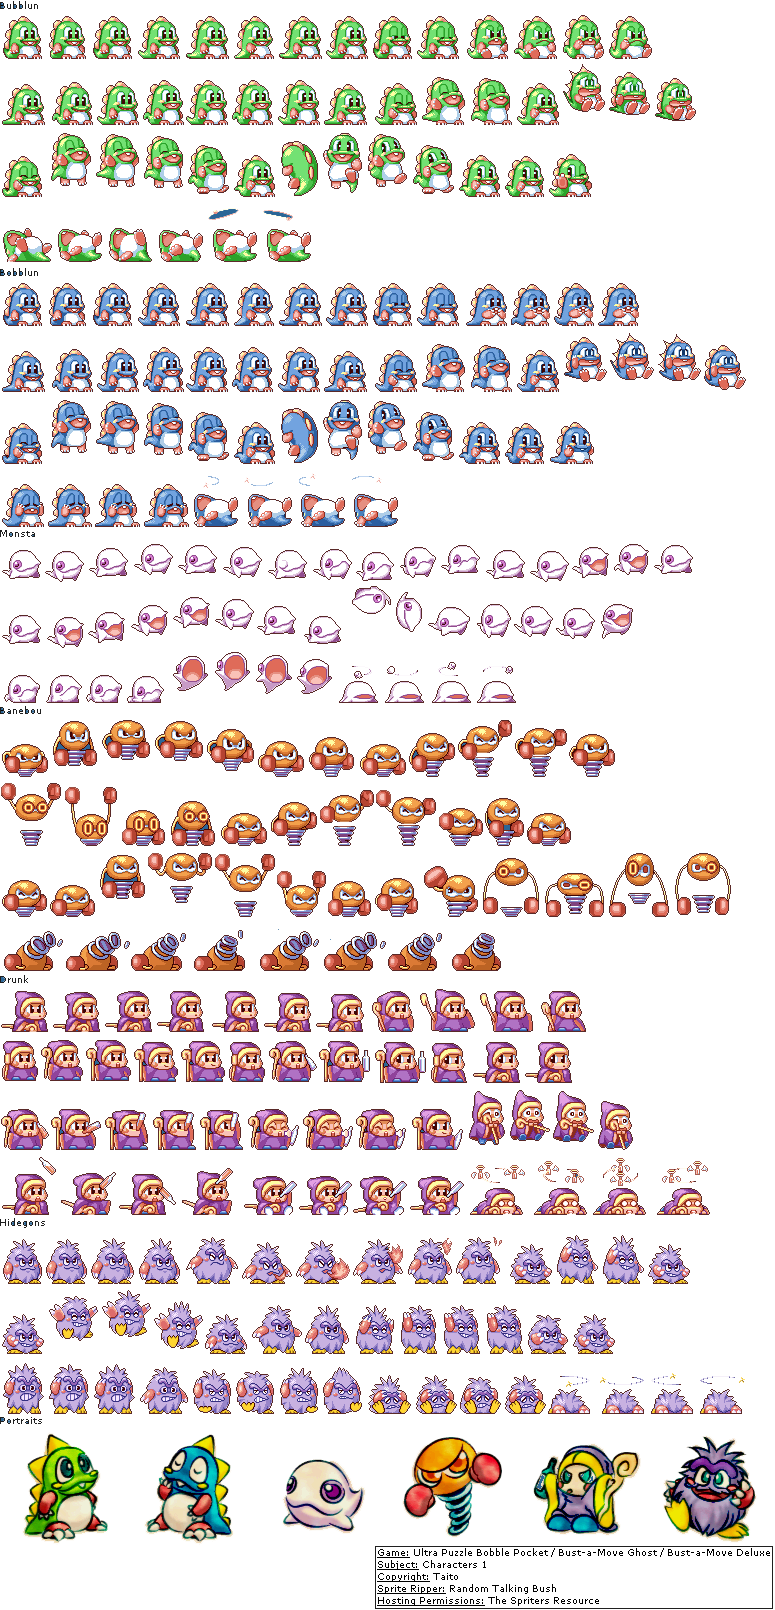 Bubblun
Bobblun
Monsta
Banebou
Drunk
Hidegons
Portraits
Game: Ultra Puzzle Bobble Pocket / Bust-a-Move Ghost / Bust-a-Move Deluxe
Subject: Characters 1
Copyright: Taito
Sprite Ripper: Random Talking Bush
Hosting Permissions: The Spriters Resource